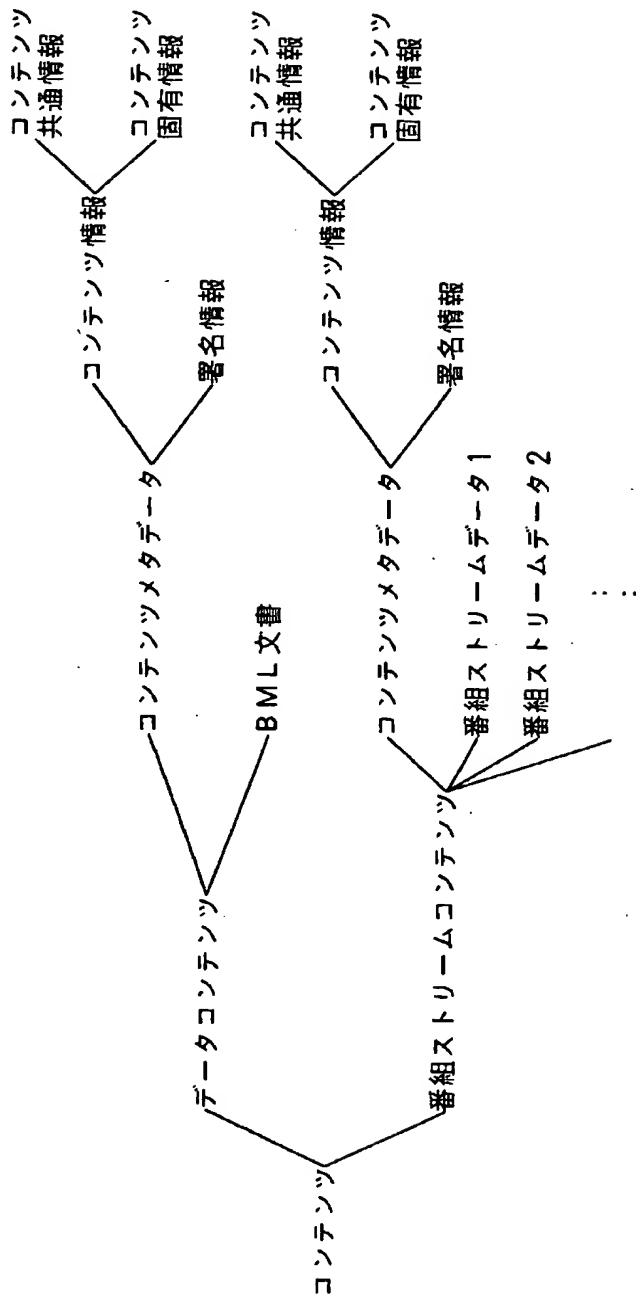 コンテンツ
データコンテンツ
コンテンツメタデータ
コンテンツ情報
コンテンツ
共通情報
コンテンツ
固有情報
署名情報
BML文書
番組ストリームコンテンツ
コンテンツメタデータ
コンテンツ情報
コンテンツ
共通情報
コンテンツ
固有情報
署名情報
番組ストリームデータ1
番組ストリームデータ2